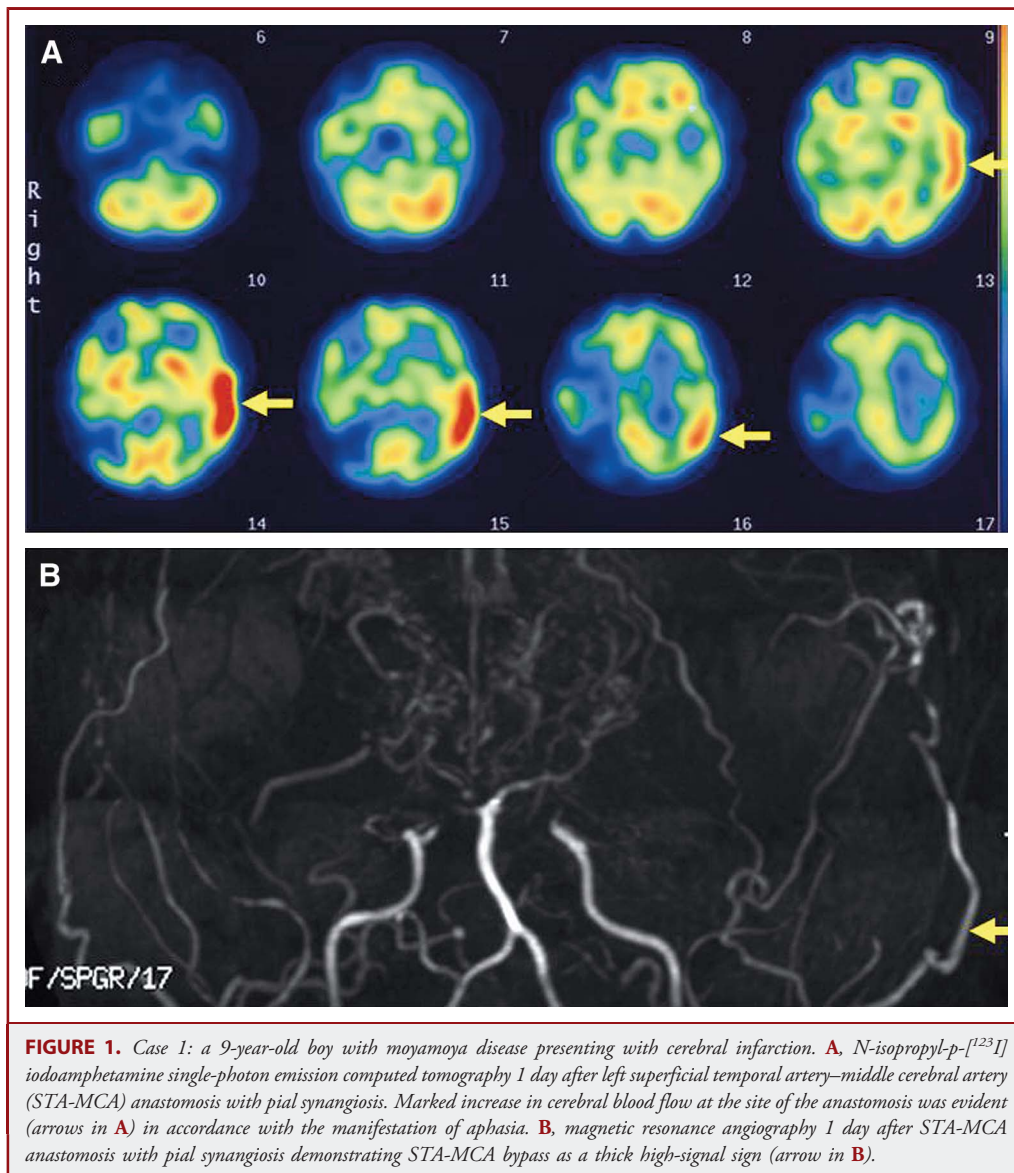 A
6 7 8 9
Right
10 11 12 13
14 15 16 17
B
OF/SPGR/17
FIGURE 1. Case 1: a 9-year-old boy with moyamoya disease presenting with cerebral infarction. A, N-isopropyl-p-[123I]
iodoamphetamine single-photon emission computed tomography 1 day after left superficial temporal artery–middle cerebral artery
(STA-MCA) anastomosis with pial synangiosis. Marked increase in cerebral blood flow at the site of the anastomosis was evident
(arrows in A) in accordance with the manifestation of aphasia. B, magnetic resonance angiography 1 day after STA-MCA
anastomosis with pial synangiosis demonstrating STA-MCA bypass as a thick high-signal sign (arrow in B).